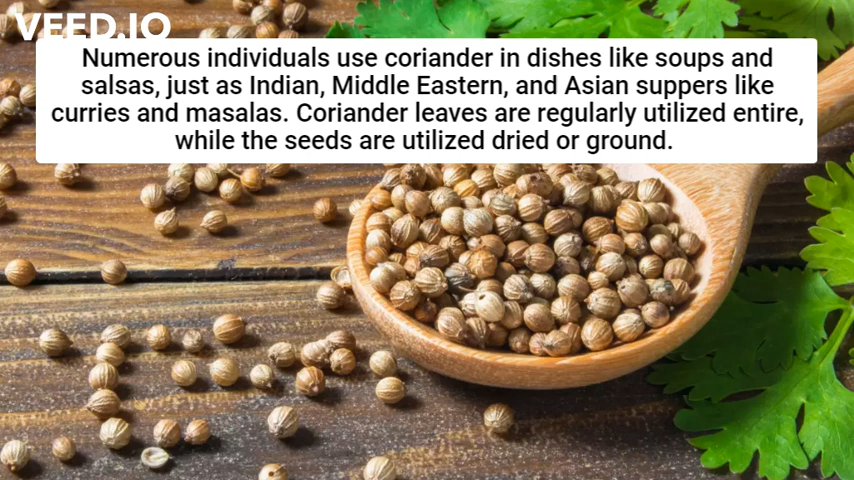 VEED.IO
Numerous individuals use coriander in dishes like soups and
salsas, just as Indian, Middle Eastern, and Asian suppers like
curries and masalas. Coriander leaves are regularly utilized entire,
while the seeds are utilized dried or ground.